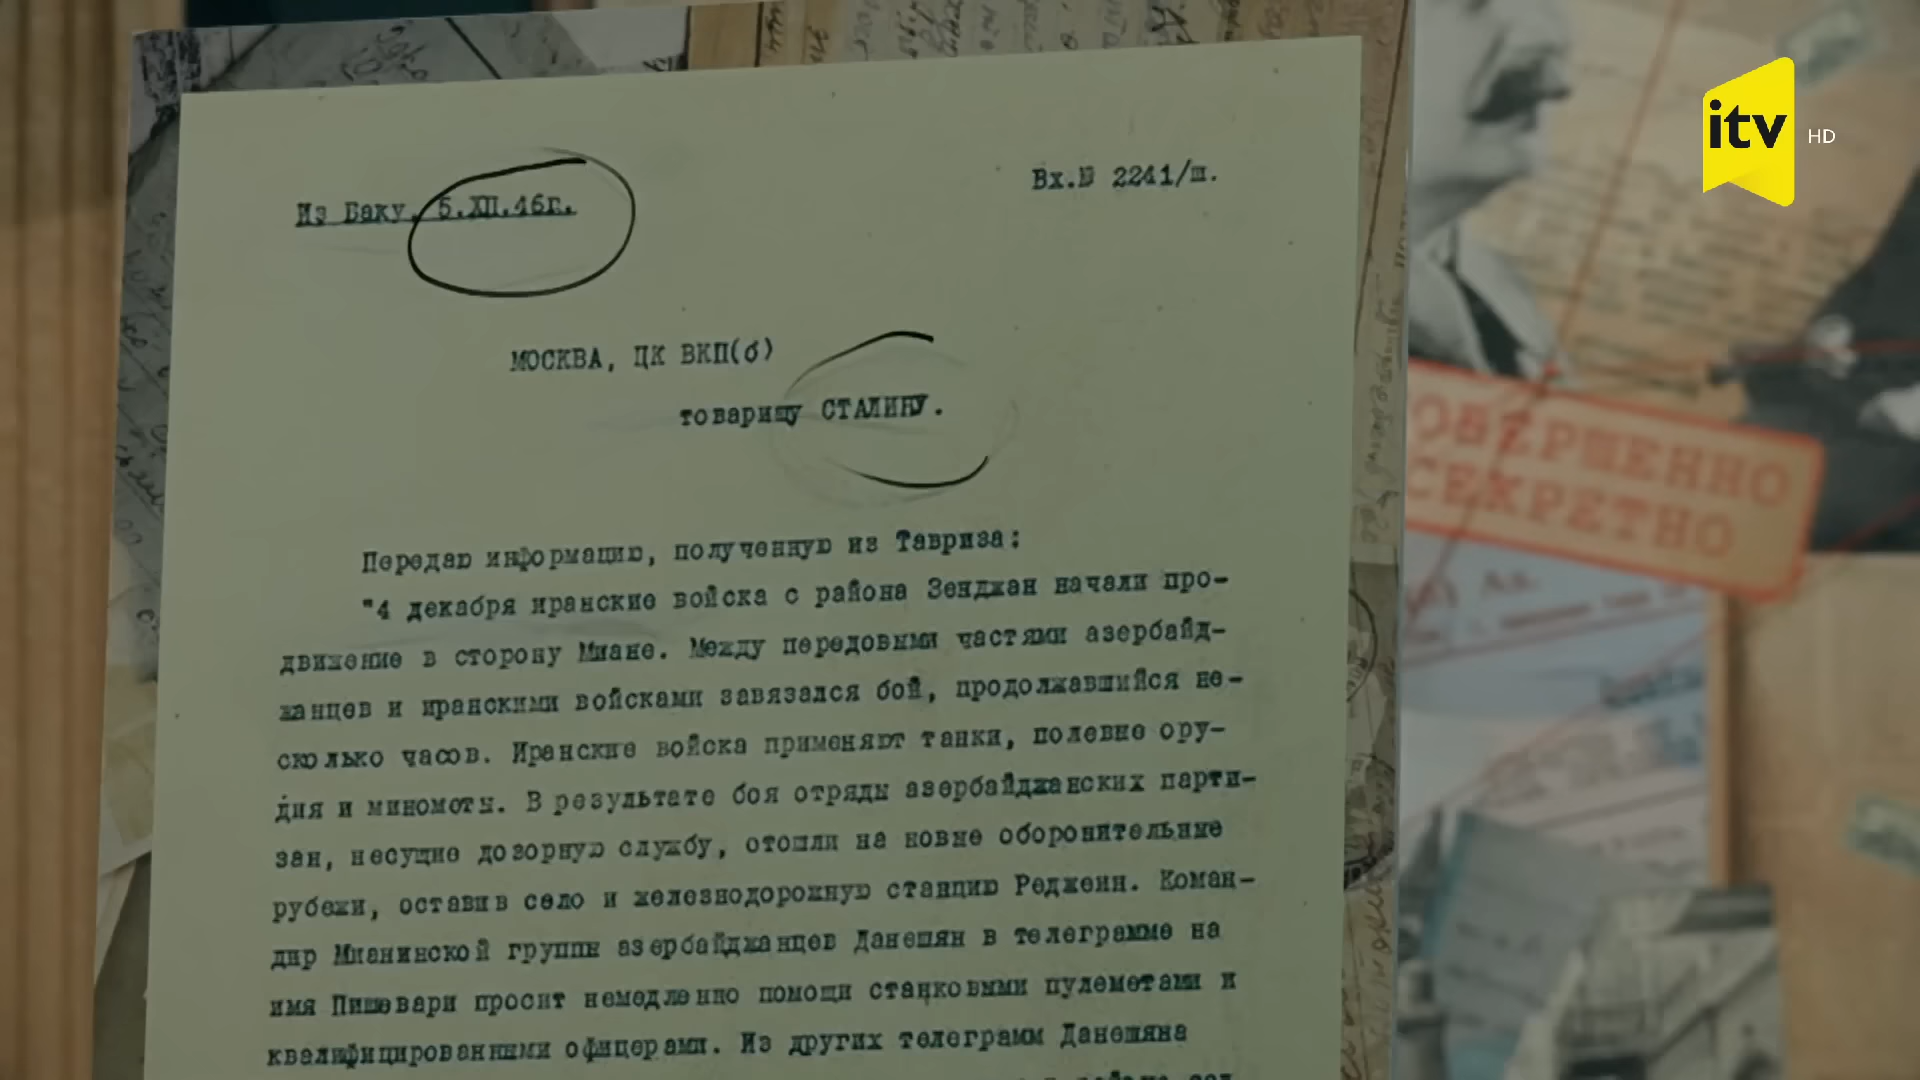 Из Баку, 5.XII.46г.
Вх.№ 2241/ш.
МОСКВА, ЦК ВКП(б)
товарищу СТАЛИНУ.
Передаю информацию, полученную из Тавриза:
"4 декабря иранские войска с района Зенджан начали про-
движение в сторону Миане. Между передовыми частями азербайд-
жанцев и иранскими войсками завязался бой, продолжавшийся не-
сколько часов. Иранские войска применяют танки, полевые ору-
дия и минометы. В результате боя отряды азербайджанских парти-
зан, несущие дозорную службу, отошли на новые оборонительные
рубежи, оставив село и железнодорожную станцию Реджеин. Коман-
дир Мианинской группы азербайджанцев Данешян в телеграмме на
имя Пишевари просит немедленно помощи станковыми пулеметами и
квалифицированными офицерами. Из других телеграмм Данешяна
itv HD
СОВЕРШЕННО
СЕКРЕТНО